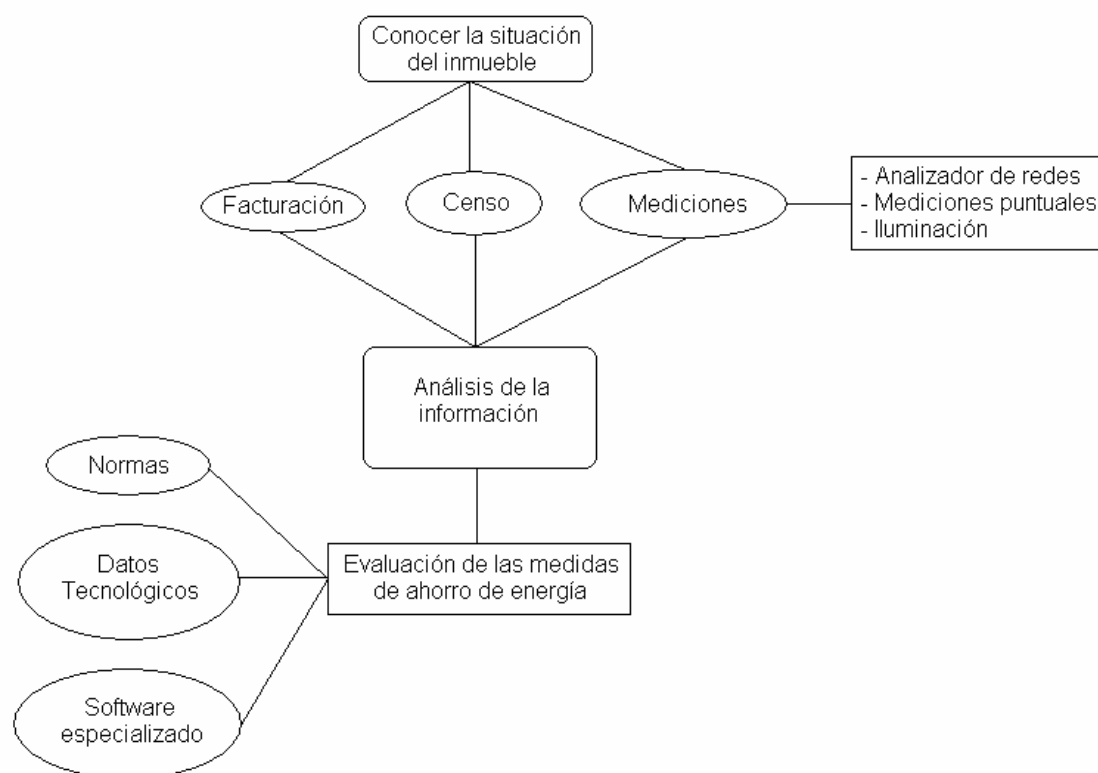 Conocer la situación
del inmueble
Facturación
Censo
Mediciones
- Analizador de redes
- Mediciones puntuales
- Iluminación
Análisis de la
información
Normas
Datos
Tecnológicos
Software
especializado
Evaluación de las medidas
de ahorro de energía